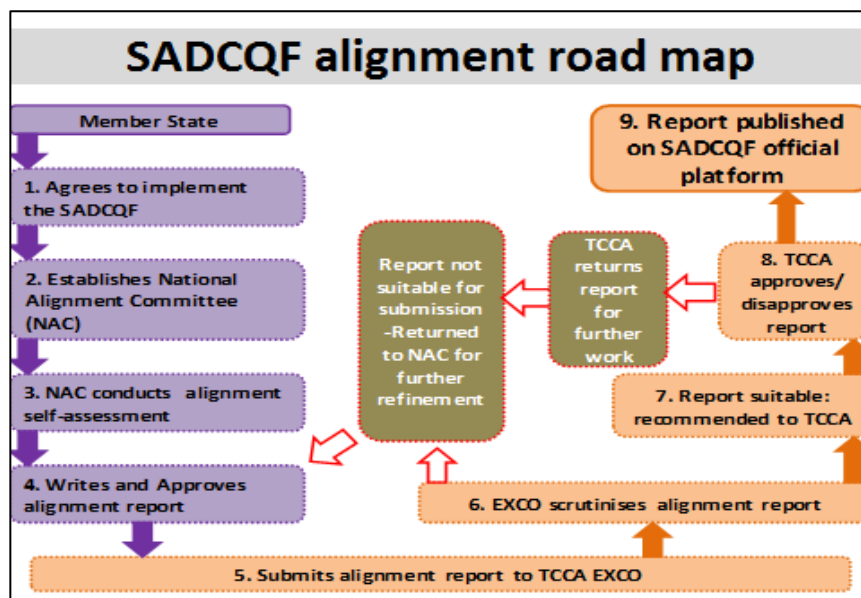 SADCQF alignment road map
Member State
1. Agrees to implement
the SADCQF
2. Establishes National
Alignment Committee
(NAC)
3. NAC conducts alignment
self-assessment
4. Writes and Approves
alignment report
5. Submits alignment report to TCCA EXCO
6. EXCO scrutinises alignment report
7. Report suitable:
recommended to TCCA
8. TCCA
approves/
disapproves
report
9. Report published
on SADCQF official
platform
TCCA
returns
report
for
further
work
Report not
suitable for
submission
-Returned
to NAC for
further
refinement